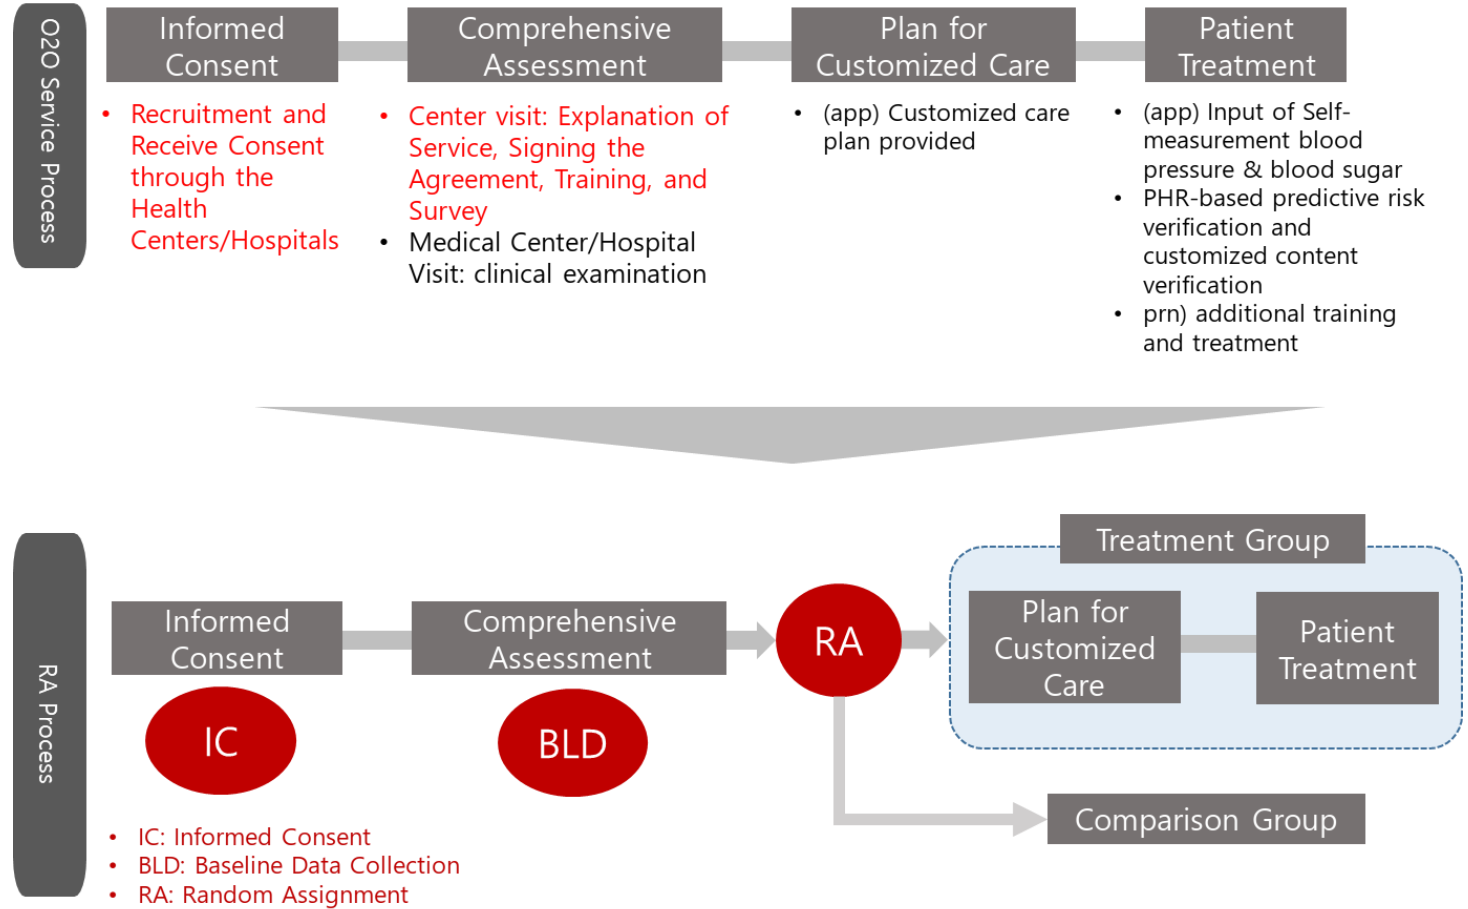 O2O Service Process
Informed
Consent
Comprehensive
Assessment
Plan for
Customized Care
Patient
Treatment
• Recruitment and
Receive Consent
through the
Health
Centers/Hospitals
• Center visit: Explanation of
Service, Signing the
Agreement, Training, and
Survey
• Medical Center/Hospital
Visit: clinical examination
• (app) Customized care
plan provided
• (app) Input of Self-
measurement blood
pressure & blood sugar
• PHR-based predictive risk
verification and
customized content
verification
• prn) additional training
and treatment
RA Process
Informed
Consent
IC
Comprehensive
Assessment
BLD
RA
Treatment Group
Plan for
Customized
Care
Patient
Treatment
Comparison Group
• IC: Informed Consent
• BLD: Baseline Data Collection
• RA: Random Assignment